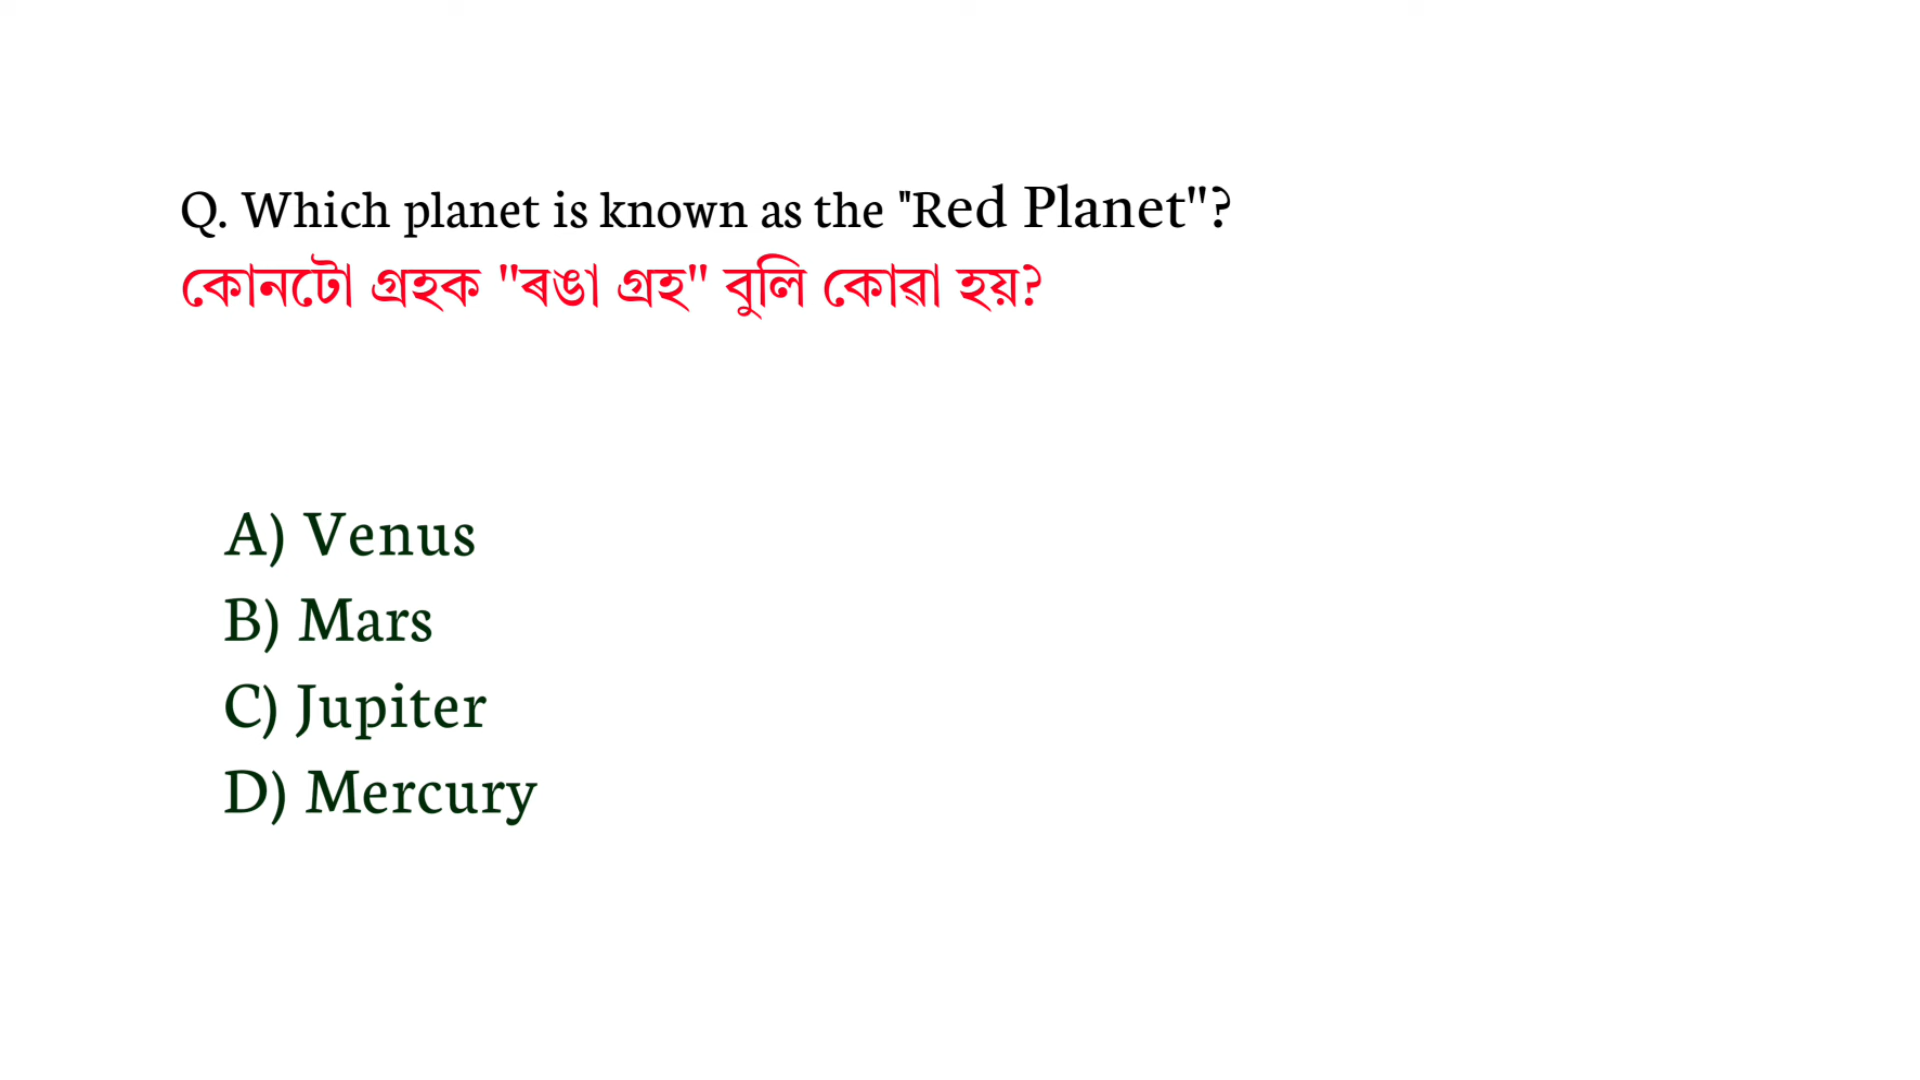 Q. Which planet is known as the "Red Planet"?
কোনটো গ্ৰহক "ৰঙা গ্ৰহ" বুলি কোৱা হয়?
A) Venus
B) Mars
C) Jupiter
D) Mercury